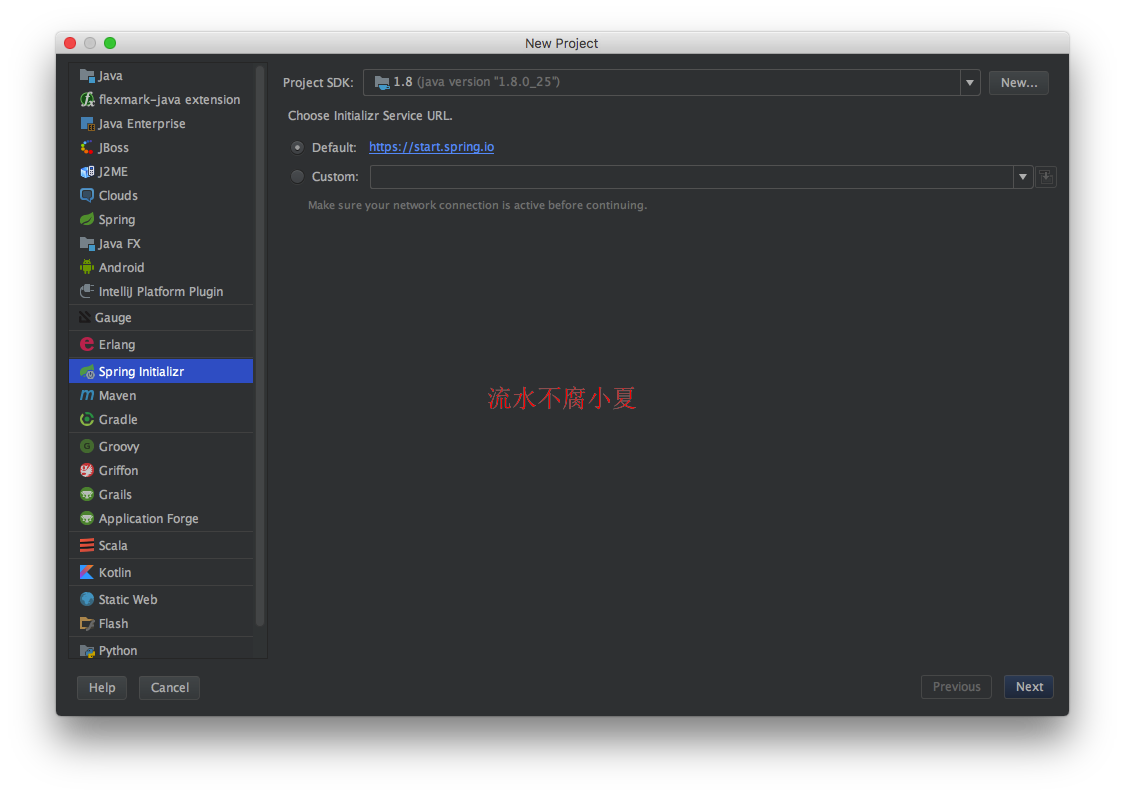 New Project
Java
flexmark-java extension
Java Enterprise
JBoss
J2ME
Clouds
Spring
Java FX
Android
IntelliJ Platform Plugin
Gauge
Erlang
Spring Initializr
Maven
Gradle
Groovy
Griffon
Grails
Application Forge
Scala
Kotlin
Static Web
Flash
Python
Project SDK: 1.8 (java version "1.8.0_25") New...
Choose Initializr Service URL.
Default: https://start.spring.io
Custom:
Make sure your network connection is active before continuing.
流水不腐小夏
Help Cancel Previous Next